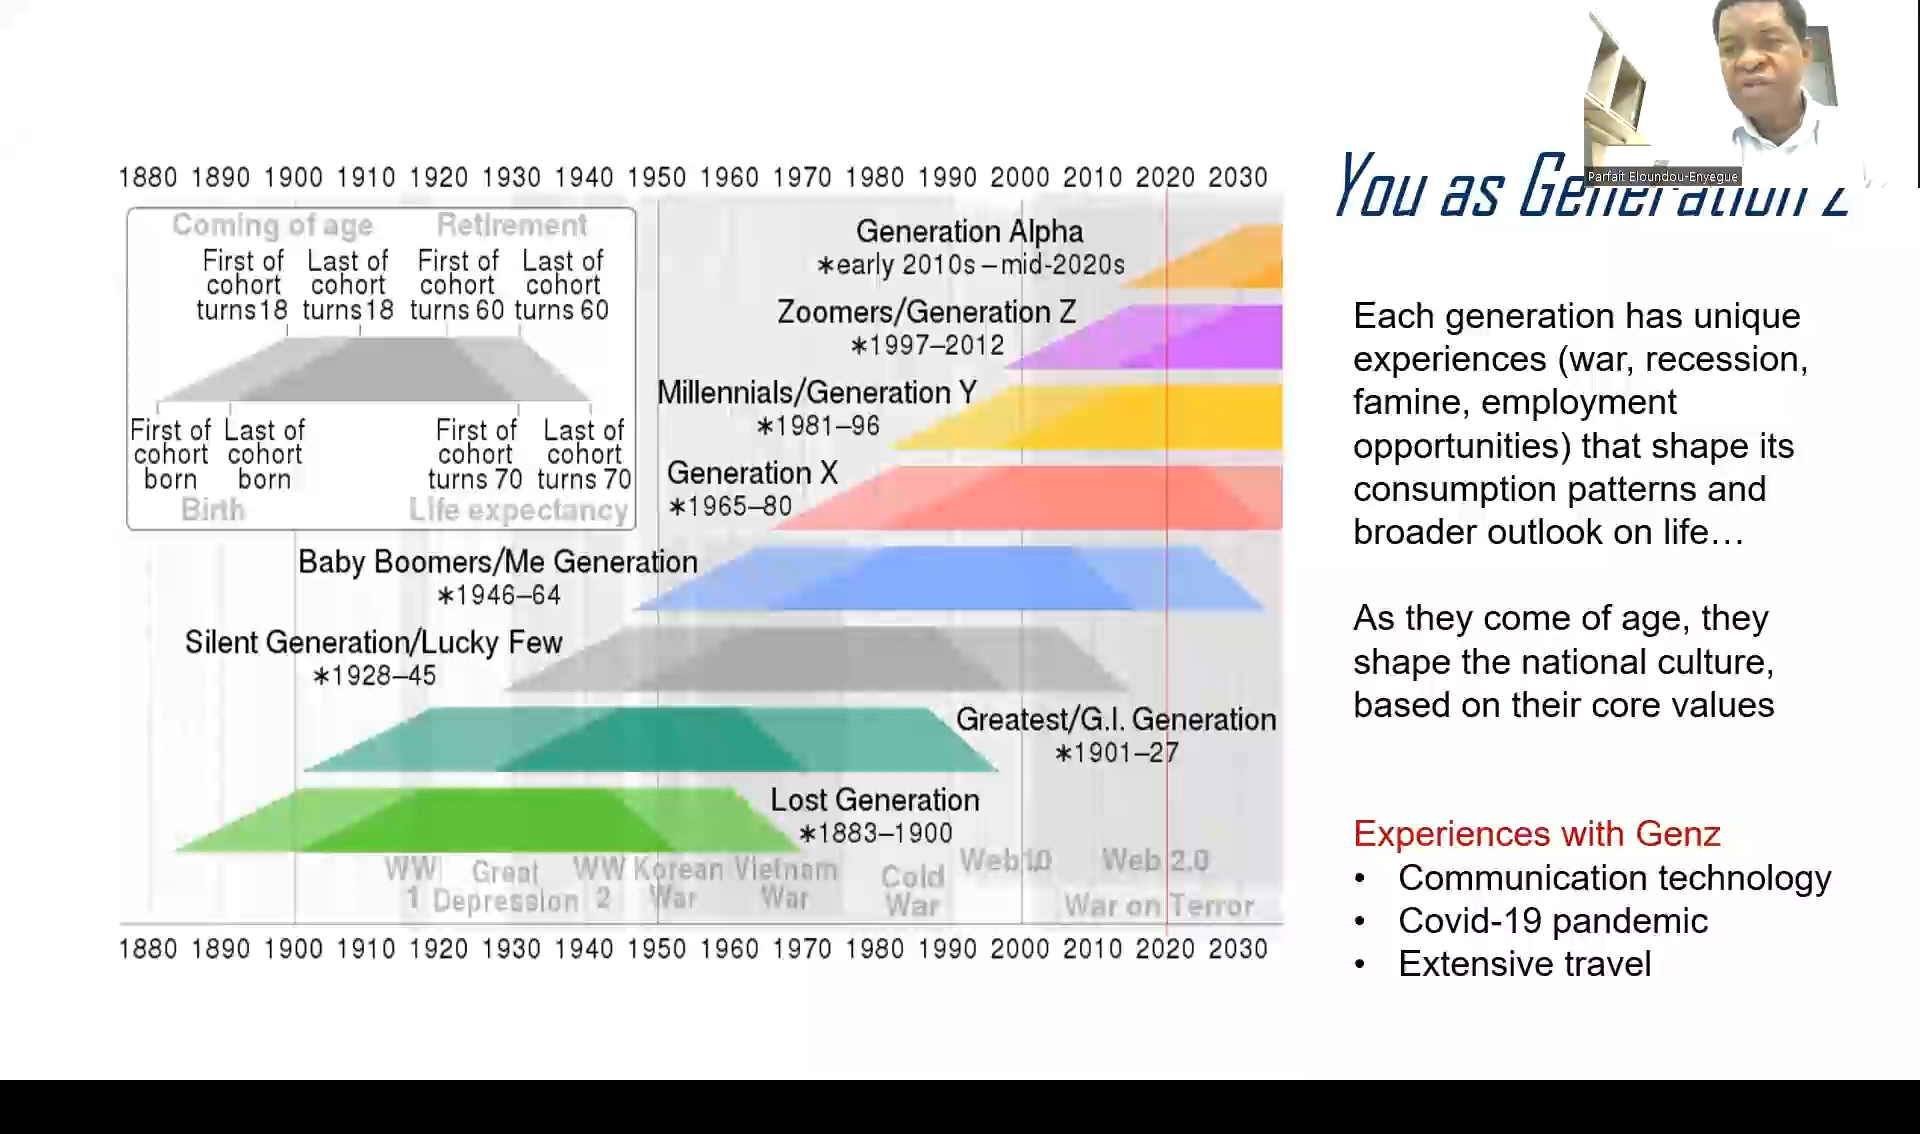 Parfait Eloundou-Enyegue
You as Generation Z
1880 1890 1900 1910 1920 1930 1940 1950 1960 1970 1980 1990 2000 2010 2020 2030
Coming of age Retirement
First of cohort turns 18
Last of cohort turns 18
First of cohort turns 60
Last of cohort turns 60
First of cohort born
Last of cohort born
First of cohort turns 70
Last of cohort turns 70
Birth Life expectancy
Generation Alpha
*early 2010s–mid-2020s
Zoomers/Generation Z
*1997–2012
Millennials/Generation Y
*1981–96
Generation X
*1965–80
Baby Boomers/Me Generation
*1946–64
Silent Generation/Lucky Few
*1928–45
Greatest/G.I. Generation
*1901–27
Lost Generation
*1883–1900
WW 1
Great Depression
WW 2
Korean War
Vietnam War
Cold War
Web 1.0
Web 2.0
War on Terror
1880 1890 1900 1910 1920 1930 1940 1950 1960 1970 1980 1990 2000 2010 2020 2030
Each generation has unique
experiences (war, recession,
famine, employment
opportunities) that shape its
consumption patterns and
broader outlook on life…
As they come of age, they
shape the national culture,
based on their core values
Experiences with Genz
• Communication technology
• Covid-19 pandemic
• Extensive travel